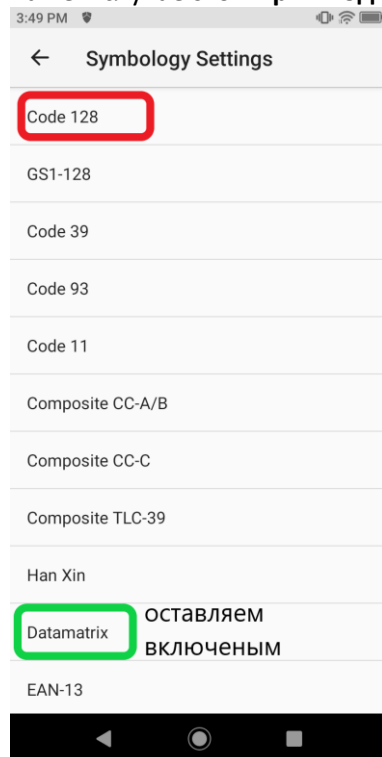 3:49 PM
Symbology Settings
Code 128
GS1-128
Code 39
Code 93
Code 11
Composite CC-A/B
Composite CC-C
Composite TLC-39
Han Xin
Datamatrix
оставляем
включеным
EAN-13